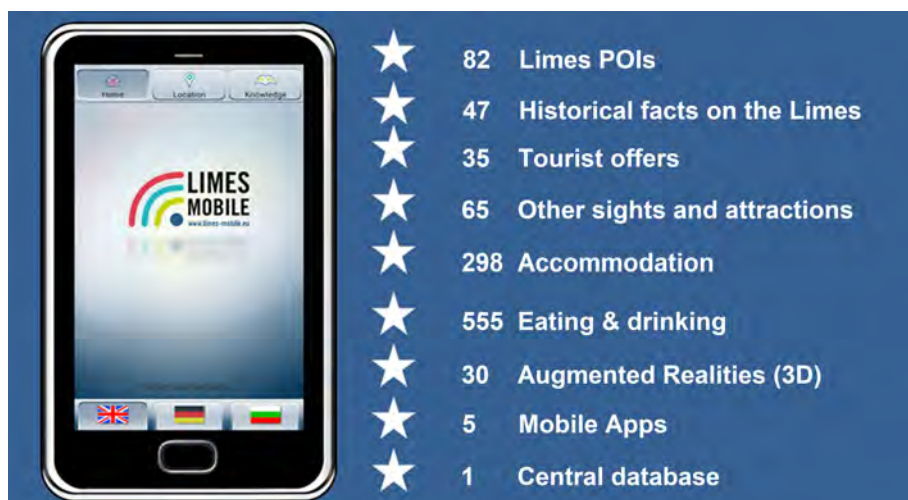 Home
Location
Knowledge
LIMES
MOBILE
www.limes-mobile.eu
82 Limes POIs
47 Historical facts on the Limes
35 Tourist offers
65 Other sights and attractions
298 Accommodation
555 Eating & drinking
30 Augmented Realities (3D)
5 Mobile Apps
1 Central database